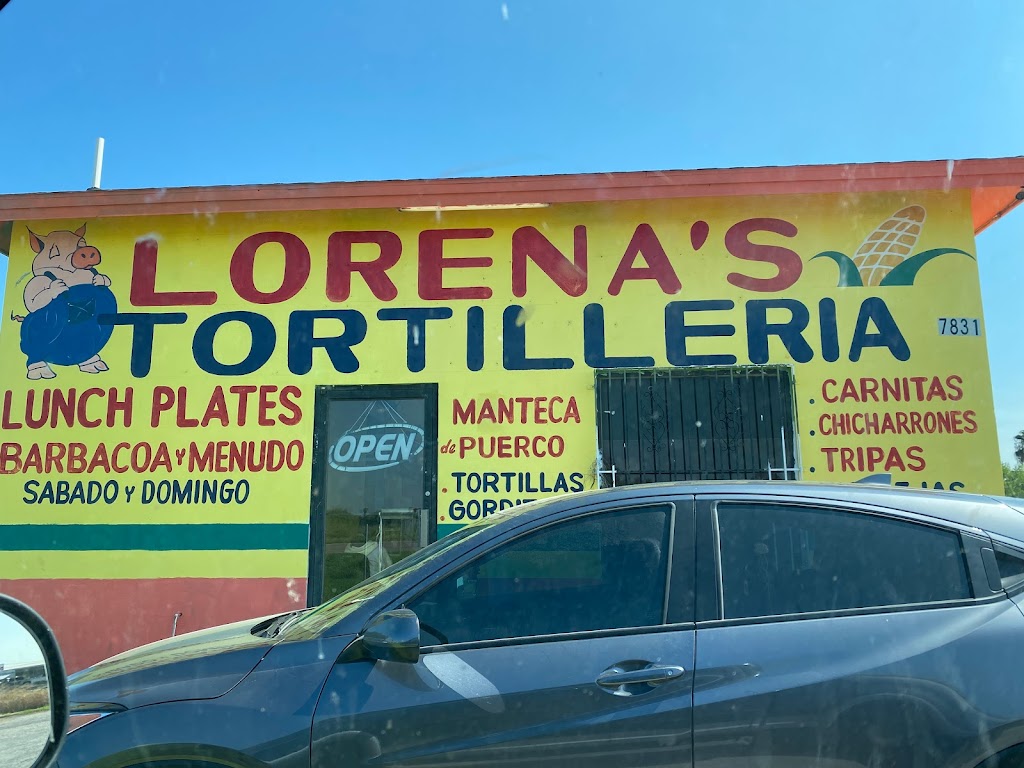 LORENA'S
TORTILLERIA
7831
LUNCH PLATES
BARBACOA Y MENUDO
SABADO Y DOMINGO
OPEN
MANTECA
de PUERCO
. TORTILLAS
. CARNITAS
. CHICHARRONES
. TRIPAS